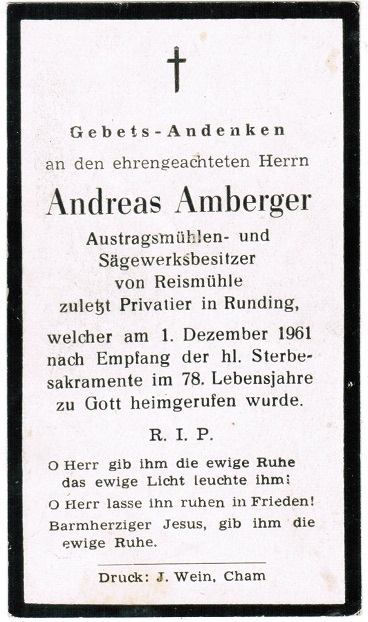 Gebets-Andenken
an den ehrengeachteten Herrn
Andreas Amberger
Austragsmühlen- und
Sägewerksbesitzer
von Reismühle
zuletzt Privatier in Runding,
welcher am 1. Dezember 1961
nach Empfang der hl. Sterbe-
sakramente im 78. Lebensjahre
zu Gott heimgerufen wurde.
R. I. P.
O Herr gib ihm die ewige Ruhe
das ewige Licht leuchte ihm!
O Herr lasse ihn ruhen in Frieden!
Barmherziger Jesus, gib ihm die
ewige Ruhe.
Druck: J. Wein, Cham